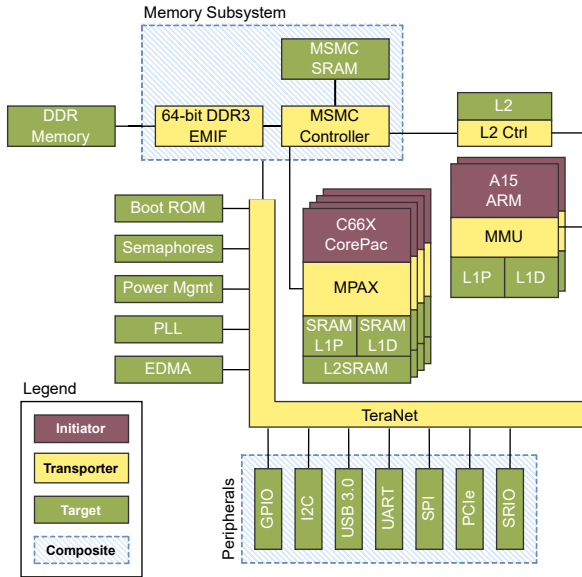 Memory Subsystem
MSMC
SRAM
DDR
Memory
64-bit DDR3
EMIF
MSMC
Controller
L2
L2 Ctrl
A15
ARM
MMU
L1P
L1D
Boot ROM
Semaphores
Power Mgmt
PLL
EDMA
C66X
CorePac
MPAX
SRAM
L1P
SRAM
L1D
L2SRAM
TeraNet
Legend
Initiator
Transporter
Target
Composite
Peripherals
GPIO
I2C
USB 3.0
UART
SPI
PCIe
SRIO